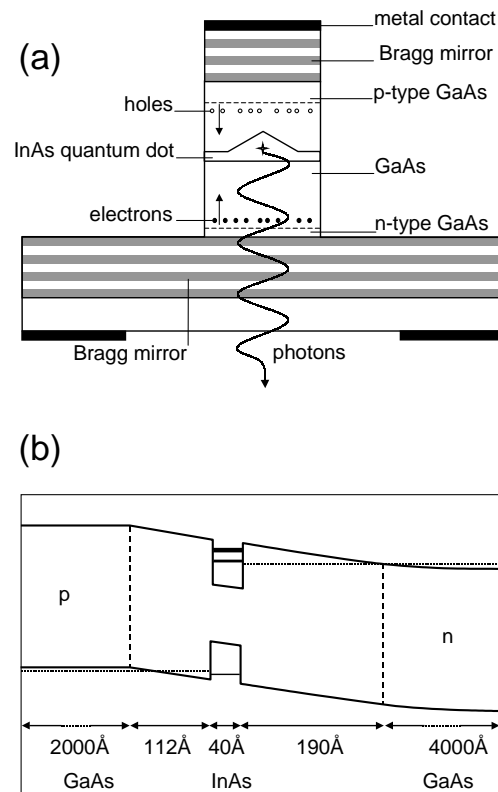 (a)
metal contact
Bragg mirror
p-type GaAs
holes
InAs quantum dot
GaAs
electrons
n-type GaAs
Bragg mirror
photons
(b)
p
n
2000Å 112Å 40Å 190Å 4000Å
GaAs InAs GaAs